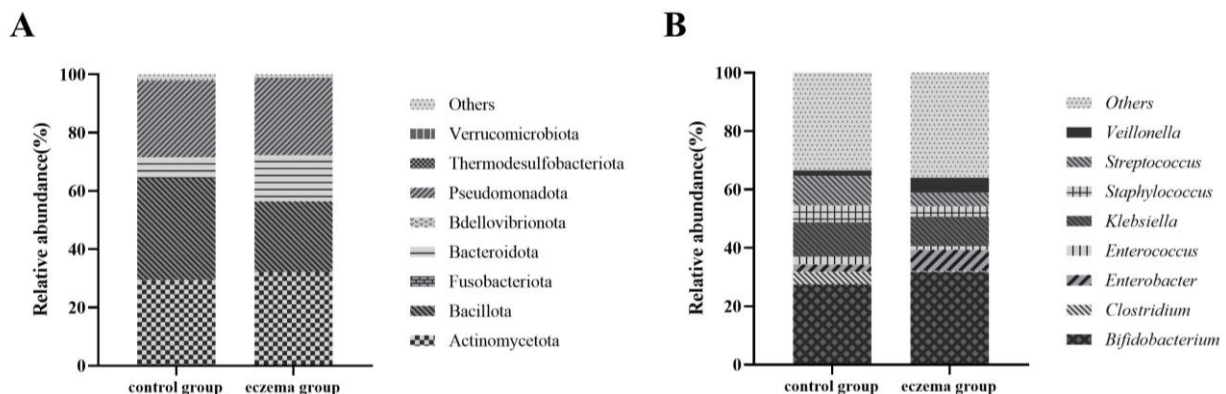 A
Relative abundance(%)
100
80
60
40
20
0
control group
eczema group
Others
Verrucomicrobiota
Thermodesulfobacteriota
Pseudomonadota
Bdellovibrionota
Bacteroidota
Fusobacteriota
Bacillota
Actinomycetota
B
Relative abundance(%)
100
80
60
40
20
0
control group
eczema group
Others
Veillonella
Streptococcus
Staphylococcus
Klebsiella
Enterococcus
Enterobacter
Clostridium
Bifidobacterium